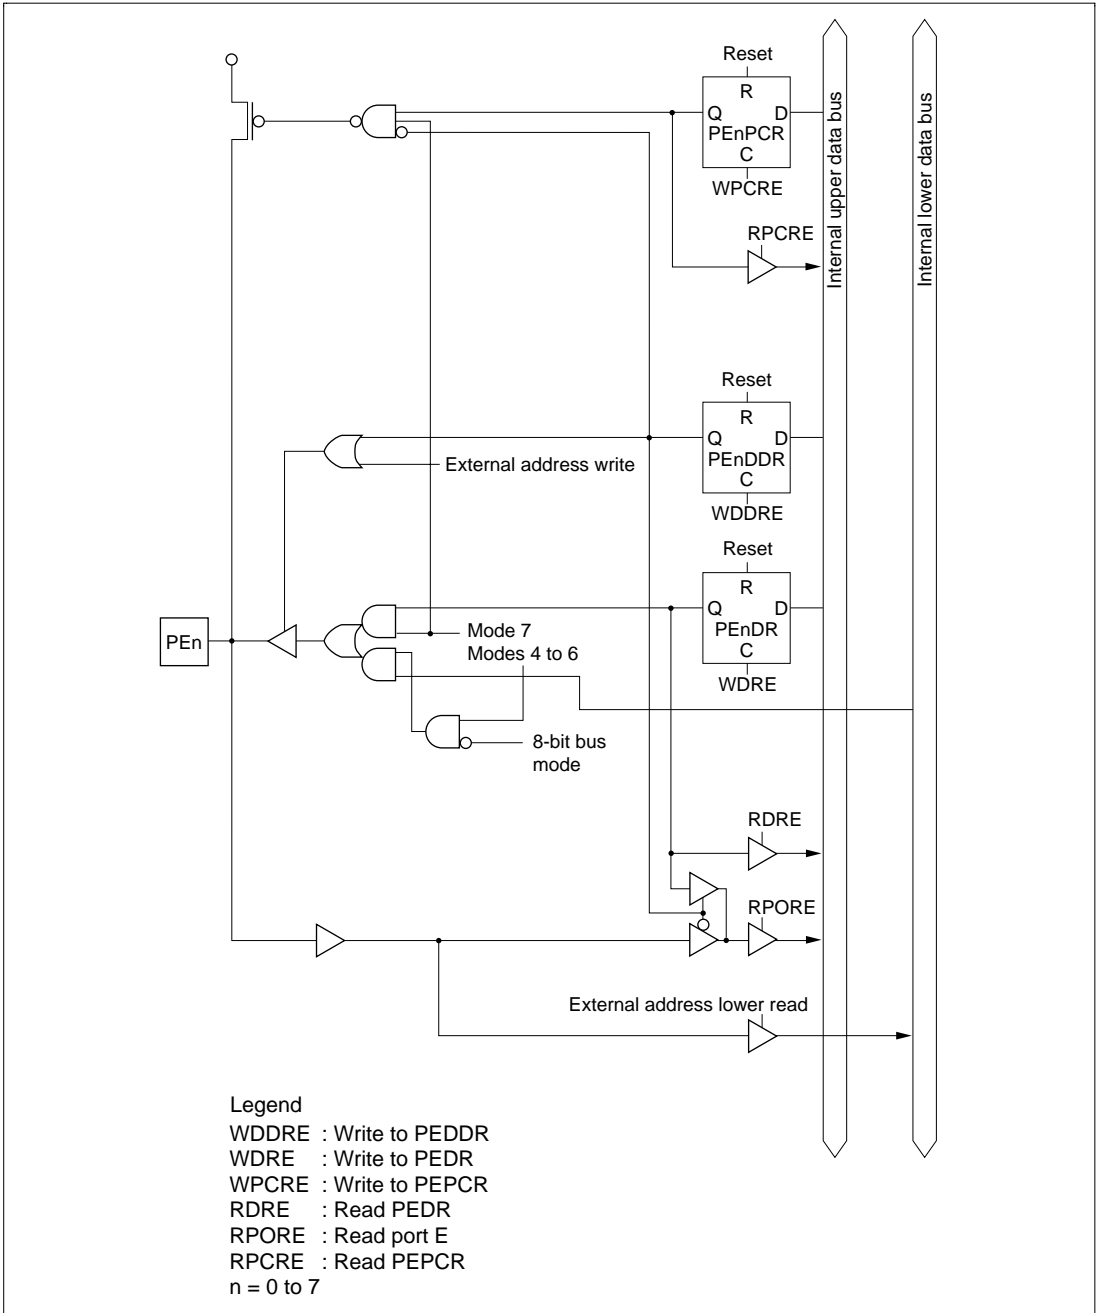 Reset
R
Q D
PEnPCR
C
WPCRE
RPCRE
Internal upper data bus
Internal lower data bus
Reset
R
Q D
PEnDDR
C
WDDRE
External address write
Reset
R
Q D
PEnDR
C
WDRE
PEn
Mode 7
Modes 4 to 6
8-bit bus
mode
RDRE
RPORE
External address lower read
Legend
WDDRE : Write to PEDDR
WDRE : Write to PEDR
WPCRE : Write to PEPCR
RDRE : Read PEDR
RPORE : Read port E
RPCRE : Read PEPCR
n = 0 to 7